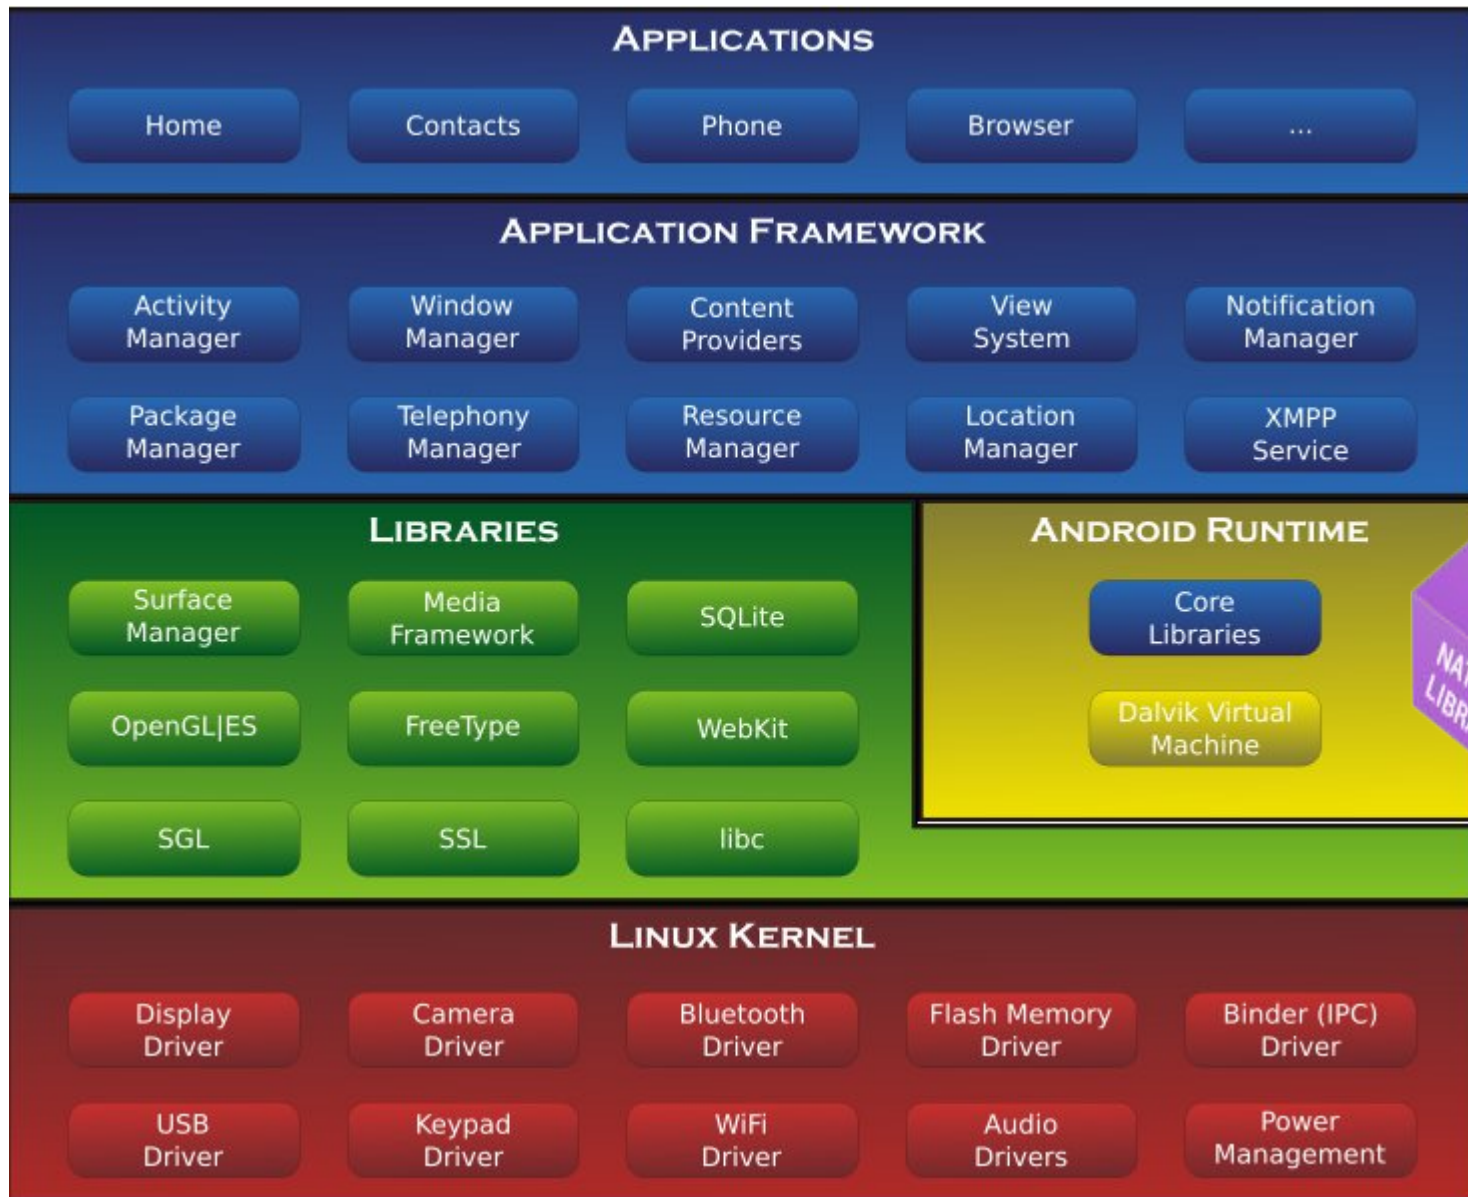 APPLICATIONS
Home
Contacts
Phone
Browser
...
APPLICATION FRAMEWORK
Activity
Manager
Window
Manager
Content
Providers
View
System
Notification
Manager
Package
Manager
Telephony
Manager
Resource
Manager
Location
Manager
XMPP
Service
LIBRARIES
Surface
Manager
Media
Framework
SQLite
OpenGL|ES
FreeType
WebKit
SGL
SSL
libc
ANDROID RUNTIME
Core
Libraries
Dalvik Virtual
Machine
LINUX KERNEL
Display
Driver
Camera
Driver
Bluetooth
Driver
Flash Memory
Driver
Binder (IPC)
Driver
USB
Driver
Keypad
Driver
WiFi
Driver
Audio
Drivers
Power
Management